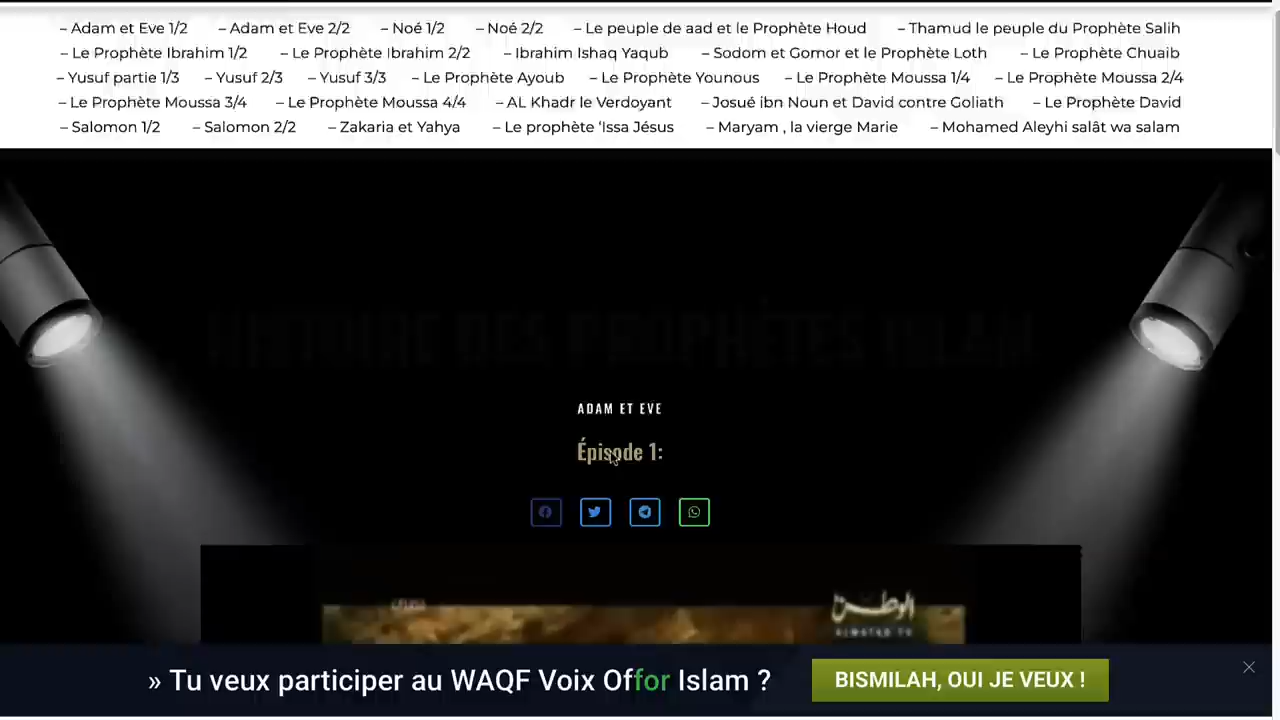 – Adam et Eve 1/2 – Adam et Eve 2/2 – Noé 1/2 – Noé 2/2 – Le peuple de aad et le Prophète Houd – Thamud le peuple du Prophète Salih
– Le Prophète Ibrahim 1/2 – Le Prophète Ibrahim 2/2 – Ibrahim Ishaq Yaqub – Sodom et Gomor et le Prophète Loth – Le Prophète Chuaib
– Yusuf partie 1/3 – Yusuf 2/3 – Yusuf 3/3 – Le Prophète Ayoub – Le Prophète Younous – Le Prophète Moussa 1/4 – Le Prophète Moussa 2/4
– Le Prophète Moussa 3/4 – Le Prophète Moussa 4/4 – AL Khadr le Verdoyant – Josué ibn Noun et David contre Goliath – Le Prophète David
– Salomon 1/2 – Salomon 2/2 – Zakaria et Yahya – Le prophète ‘Issa Jésus – Maryam , la vierge Marie – Mohamed Aleyhi salât wa salam
HISTOIRE DES PROPHÈTES ISLAM
ADAM ET EVE
Épisode 1:
الوطن
» Tu veux participer au WAQF Voix Offor Islam ? BISMILAH, OUI JE VEUX !